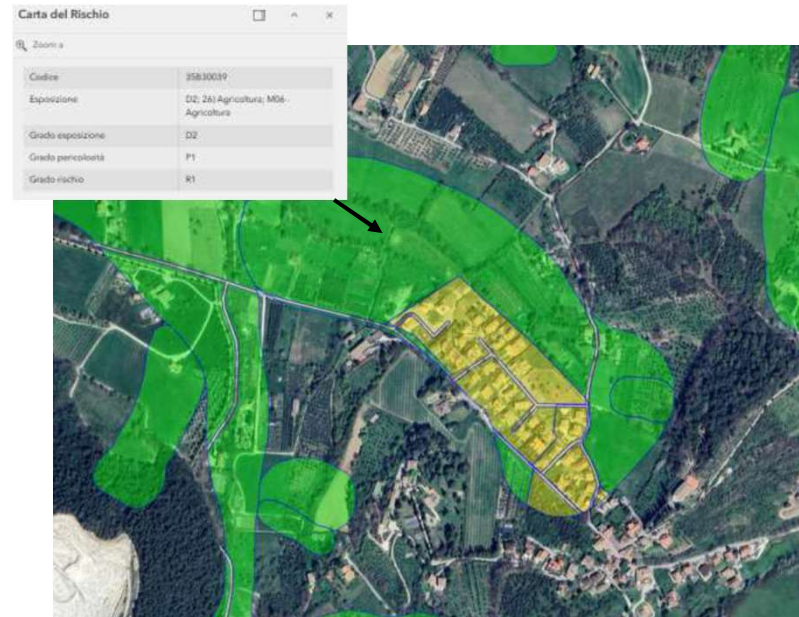 Carta del Rischio
Zoom a
Codice 35830039
Esposizione D2; 26) Agricoltura; M06 -
Agricoltura
Grado esposizione D2
Grado pericolosità P1
Grado rischio R1